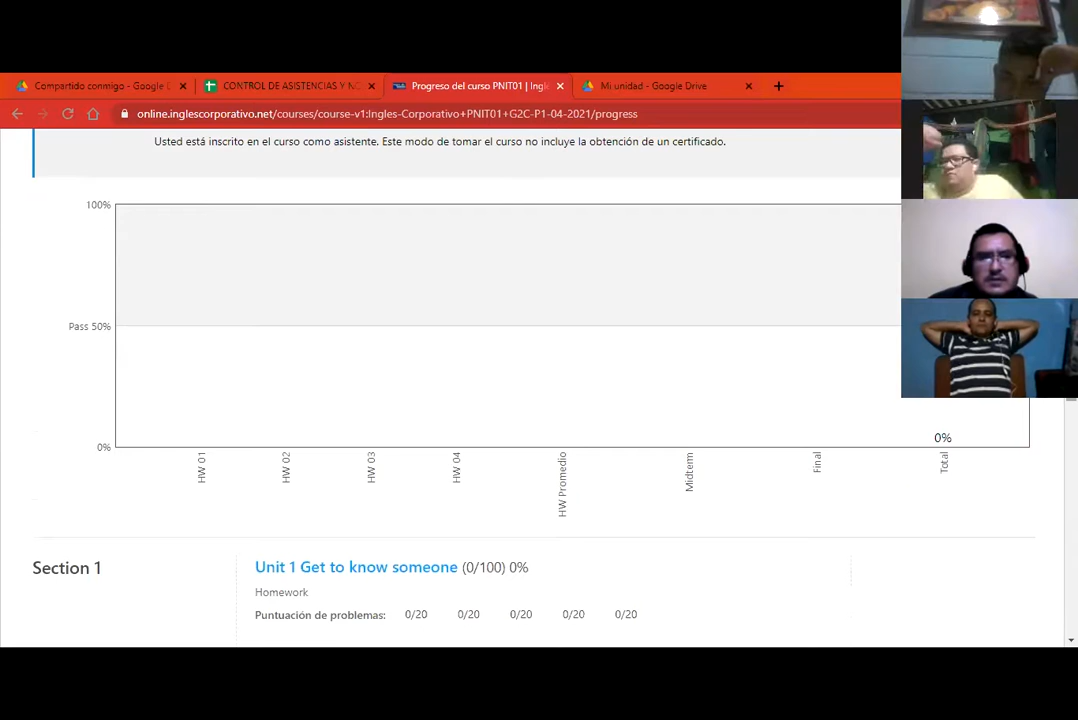 Compartido conmigo - Google D
CONTROL DE ASISTENCIAS Y NO
Progreso del curso PNIT01 | Ingle
Mi unidad - Google Drive
online.inglescorporativo.net/courses/course-v1:Ingles-Corporativo+PNIT01+G2C-P1-04-2021/progress
Usted está inscrito en el curso como asistente. Este modo de tomar el curso no incluye la obtención de un certificado.
100%
Pass 50%
0%
0%
HW 01
HW 02
HW 03
HW 04
HW Promedio
Midterm
Final
Total
Section 1
Unit 1 Get to know someone (0/100) 0%
Homework
Puntuación de problemas: 0/20 0/20 0/20 0/20 0/20